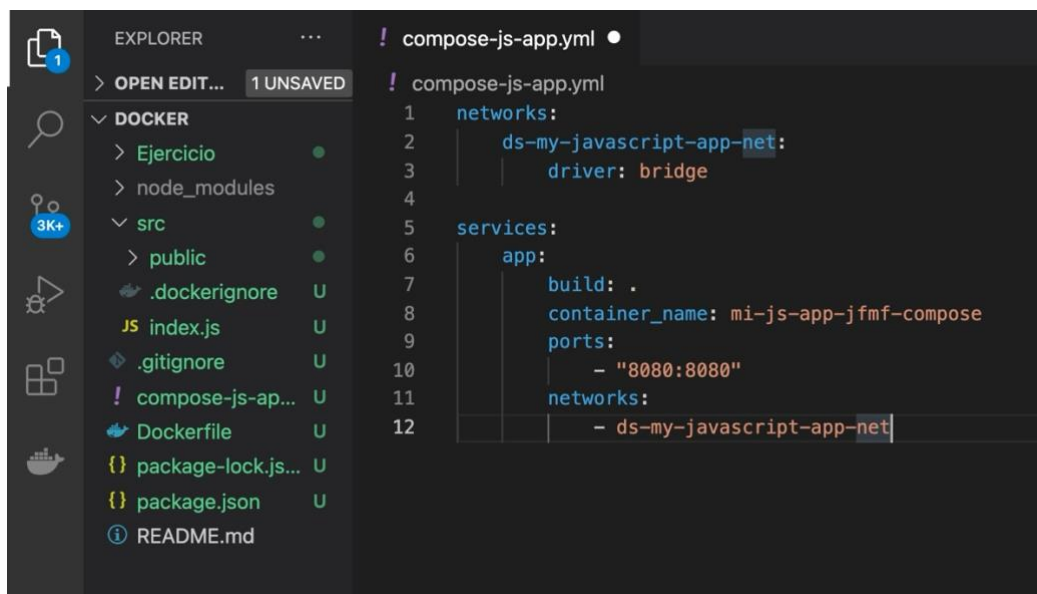 EXPLORER ...
OPEN EDIT... 1 UNSAVED
DOCKER
Ejercicio
node_modules
src
public
.dockerignore U
JS index.js U
.gitignore U
! compose-js-ap... U
Dockerfile U
{} package-lock.js... U
{} package.json U
README.md
1
3K+
! compose-js-app.yml
! compose-js-app.yml
1 networks:
2     ds-my-javascript-app-net:
3         driver: bridge
4
5 services:
6     app:
7         build: .
8         container_name: mi-js-app-jfmf-compose
9         ports:
10             - "8080:8080"
11         networks:
12             - ds-my-javascript-app-net